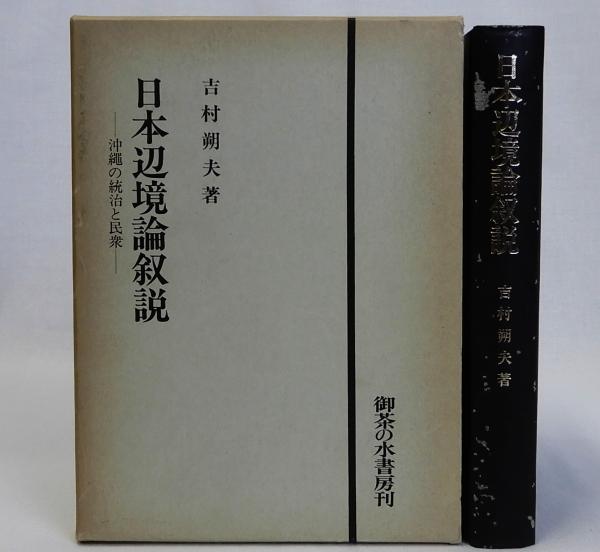 吉村朔夫著
日本辺境論叙説
──沖繩の統治と民衆──
御茶の水書房刊
日本辺境論叙説
吉村朔夫著